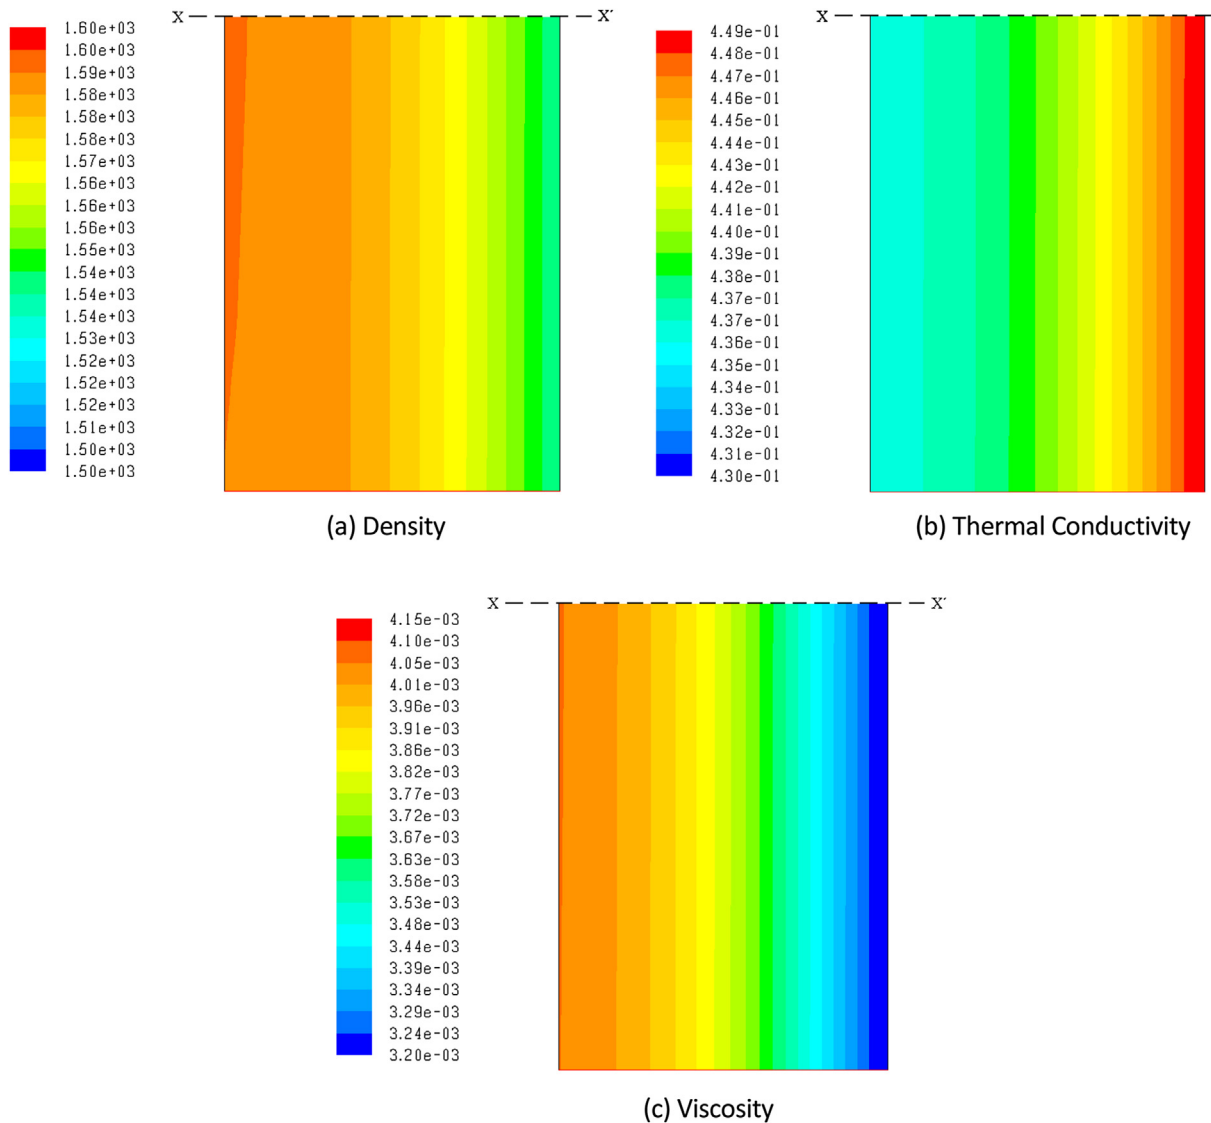 X X′
1.60e+03
1.60e+03
1.59e+03
1.58e+03
1.58e+03
1.58e+03
1.57e+03
1.56e+03
1.56e+03
1.56e+03
1.55e+03
1.54e+03
1.54e+03
1.54e+03
1.53e+03
1.52e+03
1.52e+03
1.52e+03
1.51e+03
1.50e+03
1.50e+03
(a) Density
X
4.49e-01
4.48e-01
4.47e-01
4.46e-01
4.45e-01
4.44e-01
4.43e-01
4.42e-01
4.41e-01
4.40e-01
4.39e-01
4.38e-01
4.37e-01
4.37e-01
4.36e-01
4.35e-01
4.34e-01
4.33e-01
4.32e-01
4.31e-01
4.30e-01
(b) Thermal Conductivity
X X′
4.15e-03
4.10e-03
4.05e-03
4.01e-03
3.96e-03
3.91e-03
3.86e-03
3.82e-03
3.77e-03
3.72e-03
3.67e-03
3.63e-03
3.58e-03
3.53e-03
3.48e-03
3.44e-03
3.39e-03
3.34e-03
3.29e-03
3.24e-03
3.20e-03
(c) Viscosity